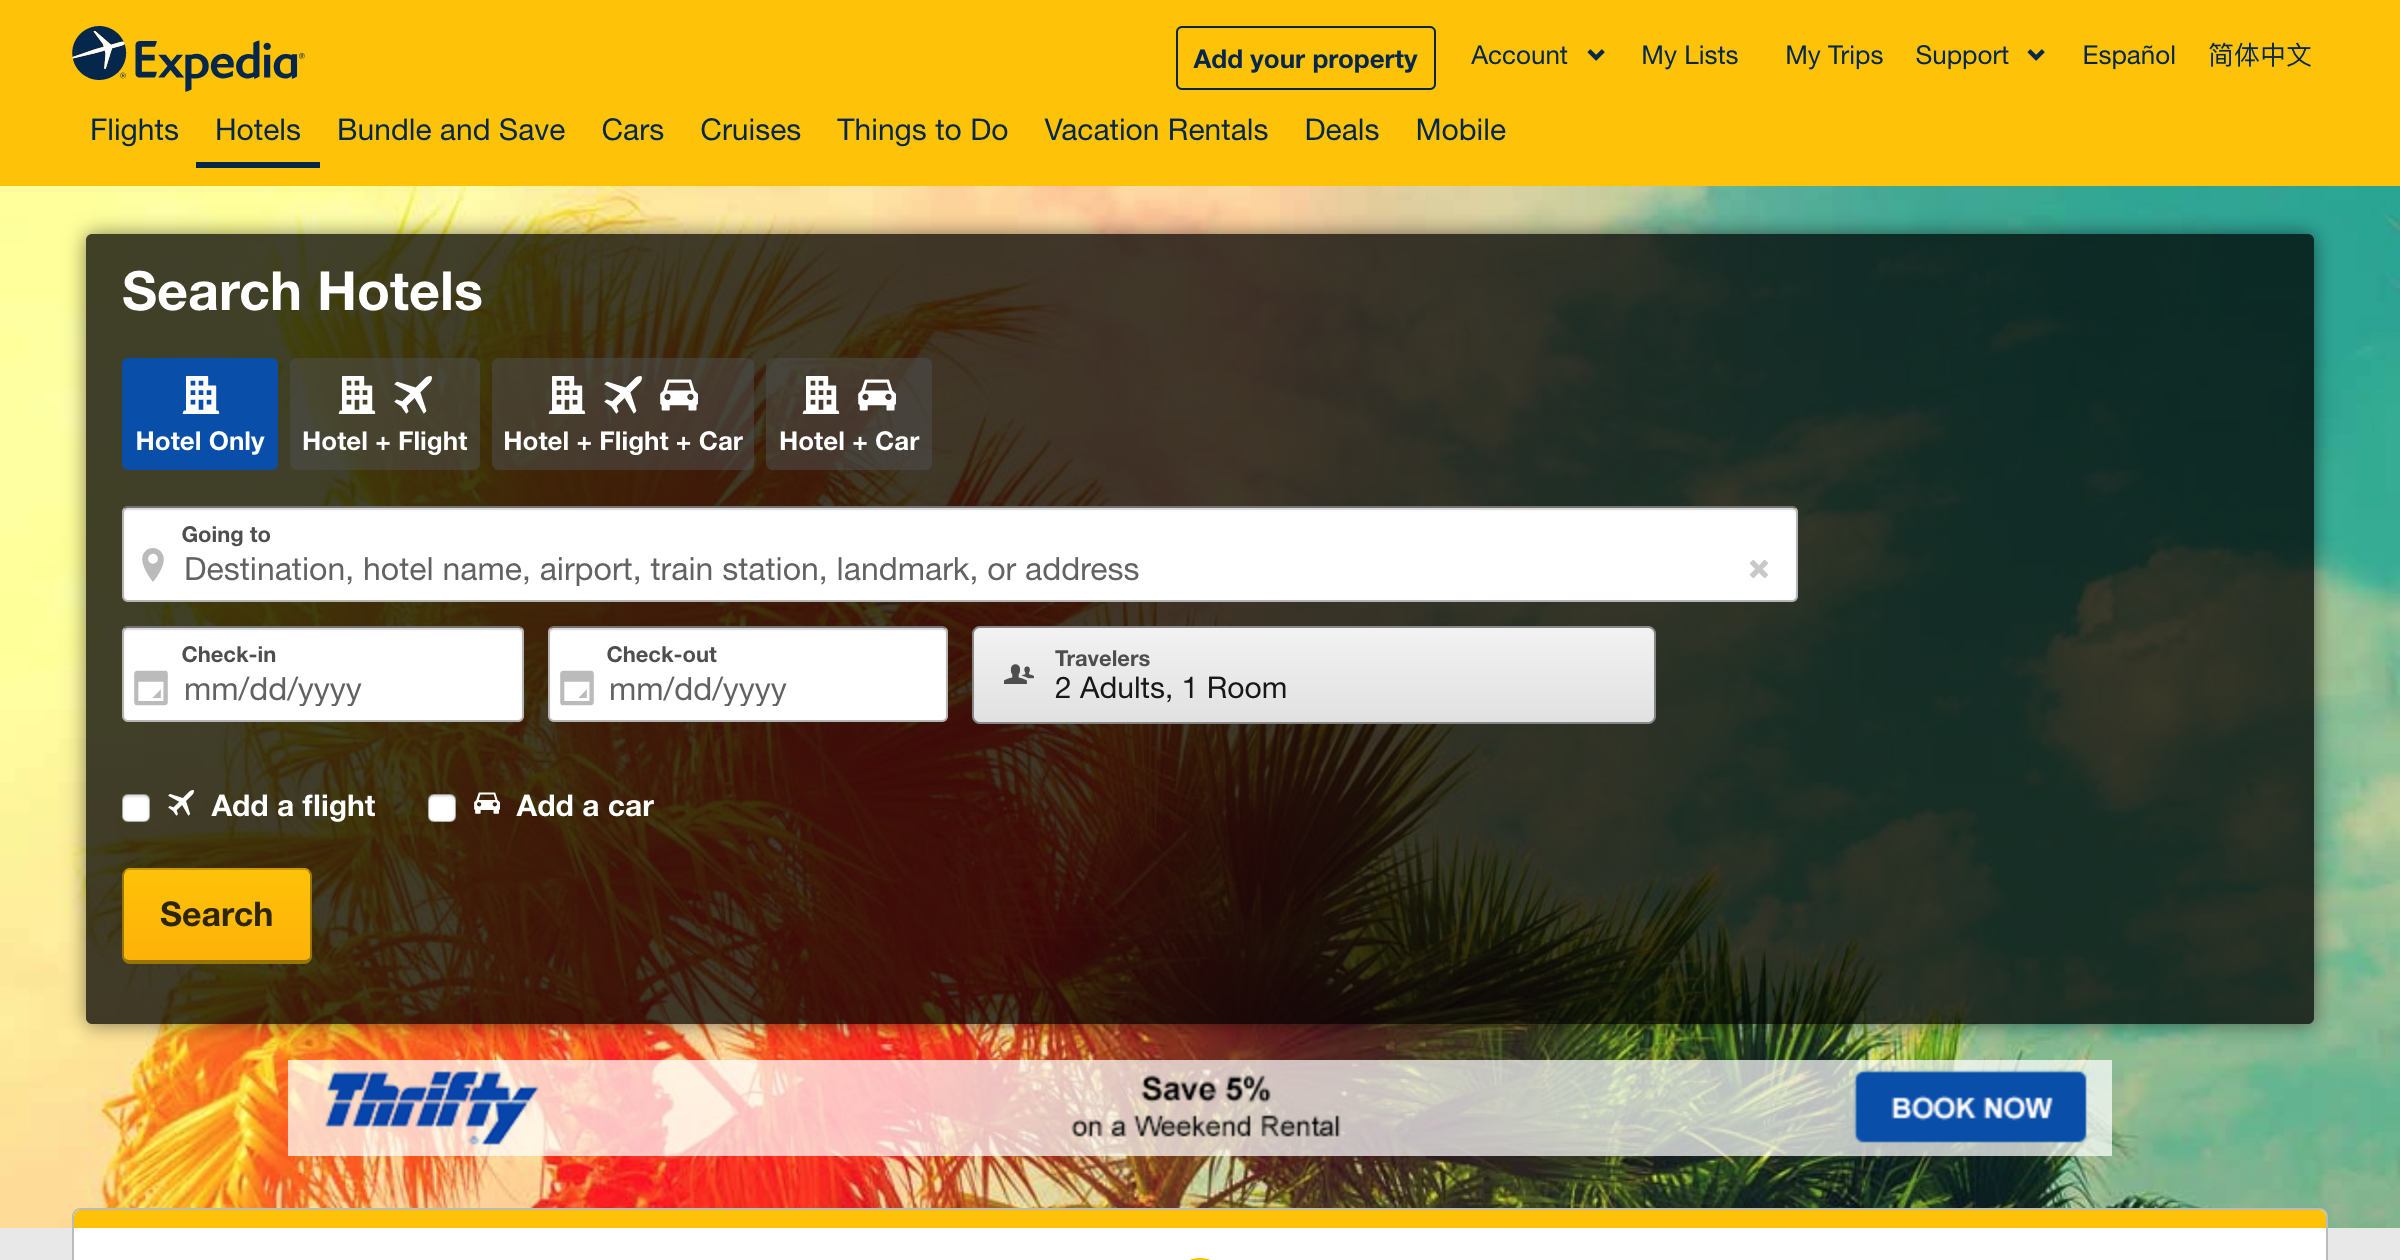 Expedia
Add your property
Account
My Lists
My Trips
Support
Español
简体中文
Flights
Hotels
Bundle and Save
Cars
Cruises
Things to Do
Vacation Rentals
Deals
Mobile
Search Hotels
Hotel Only
Hotel + Flight
Hotel + Flight + Car
Hotel + Car
Going to
Destination, hotel name, airport, train station, landmark, or address
Check-in
mm/dd/yyyy
Check-out
mm/dd/yyyy
Travelers
2 Adults, 1 Room
Add a flight
Add a car
Search
Thrifty
Save 5%
on a Weekend Rental
BOOK NOW